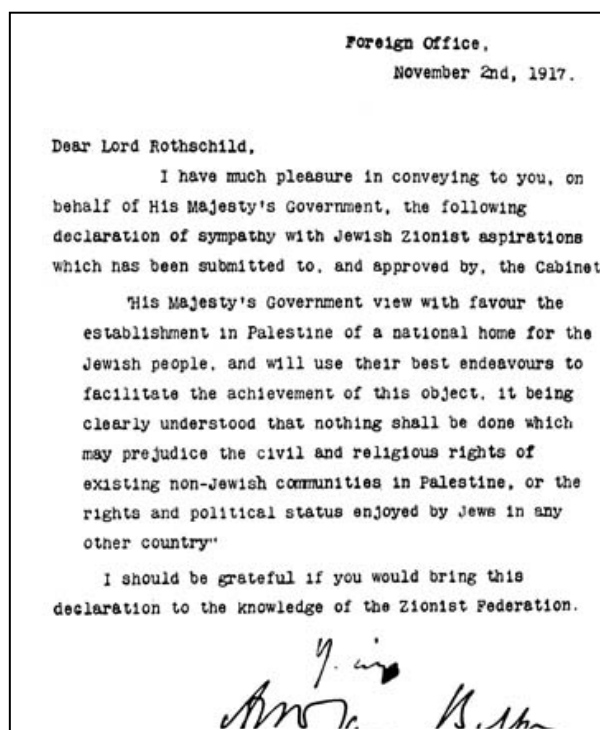 Foreign Office,
November 2nd, 1917.
Dear Lord Rothschild,
I have much pleasure in conveying to you, on
behalf of His Majesty's Government, the following
declaration of sympathy with Jewish Zionist aspirations
which has been submitted to, and approved by, the Cabinet
"His Majesty's Government view with favour the
establishment in Palestine of a national home for the
Jewish people, and will use their best endeavours to
facilitate the achievement of this object, it being
clearly understood that nothing shall be done which
may prejudice the civil and religious rights of
existing non-Jewish communities in Palestine, or the
rights and political status enjoyed by Jews in any
other country"
I should be grateful if you would bring this
declaration to the knowledge of the Zionist Federation.